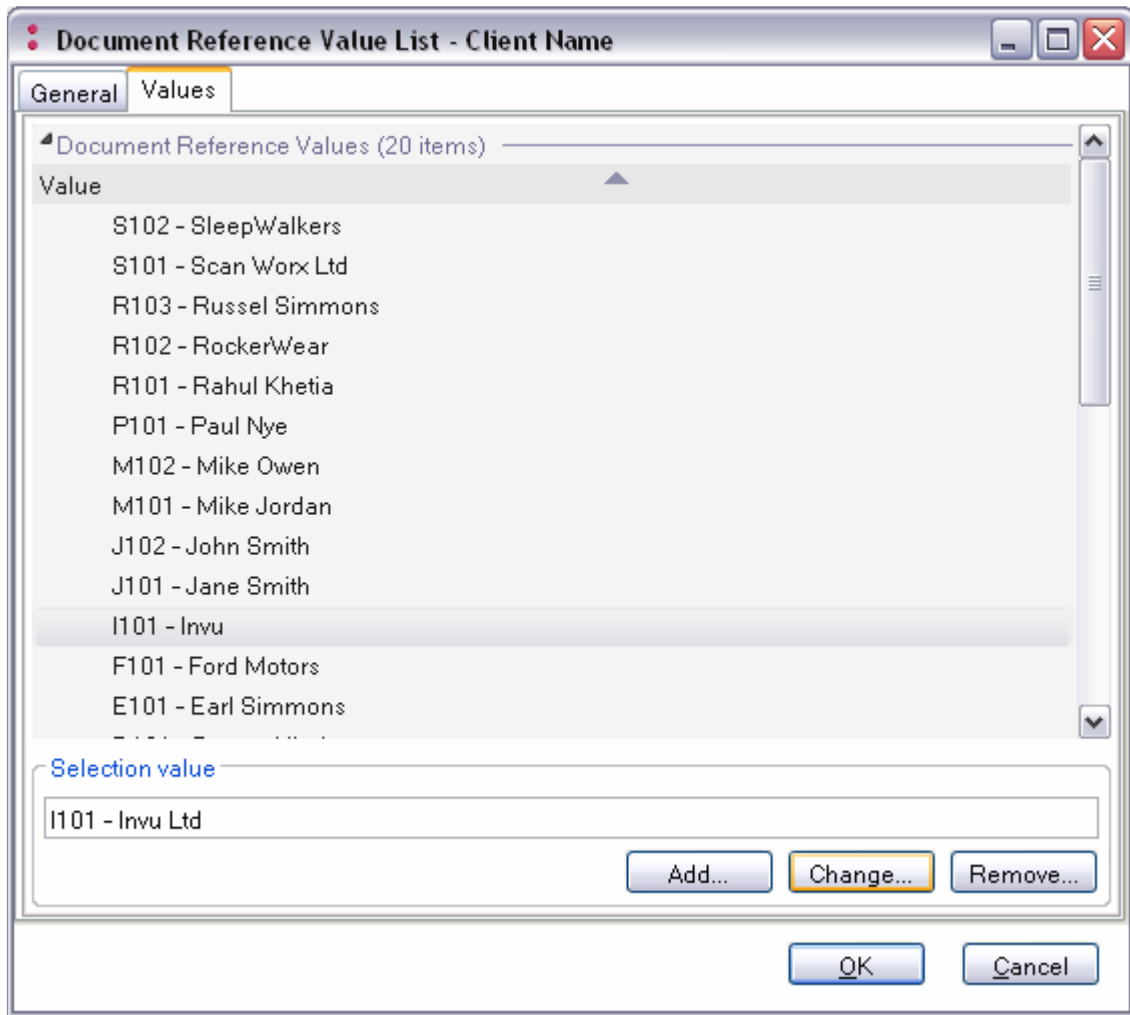 Document Reference Value List - Client Name
General Values
Document Reference Values (20 items)
Value
S102 - SleepWalkers
S101 - Scan Worx Ltd
R103 - Russel Simmons
R102 - RockerWear
R101 - Rahul Khetia
P101 - Paul Nye
M102 - Mike Owen
M101 - Mike Jordan
J102 - John Smith
J101 - Jane Smith
I101 - Invu
F101 - Ford Motors
E101 - Earl Simmons
Selection value
I101 - Invu Ltd
Add... Change... Remove...
OK Cancel